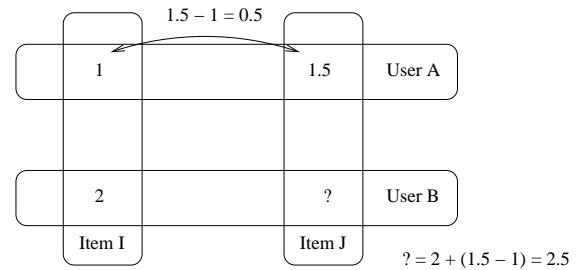 1.5 − 1 = 0.5
1 1.5 User A
2 ? User B
Item I Item J
? = 2 + (1.5 − 1) = 2.5